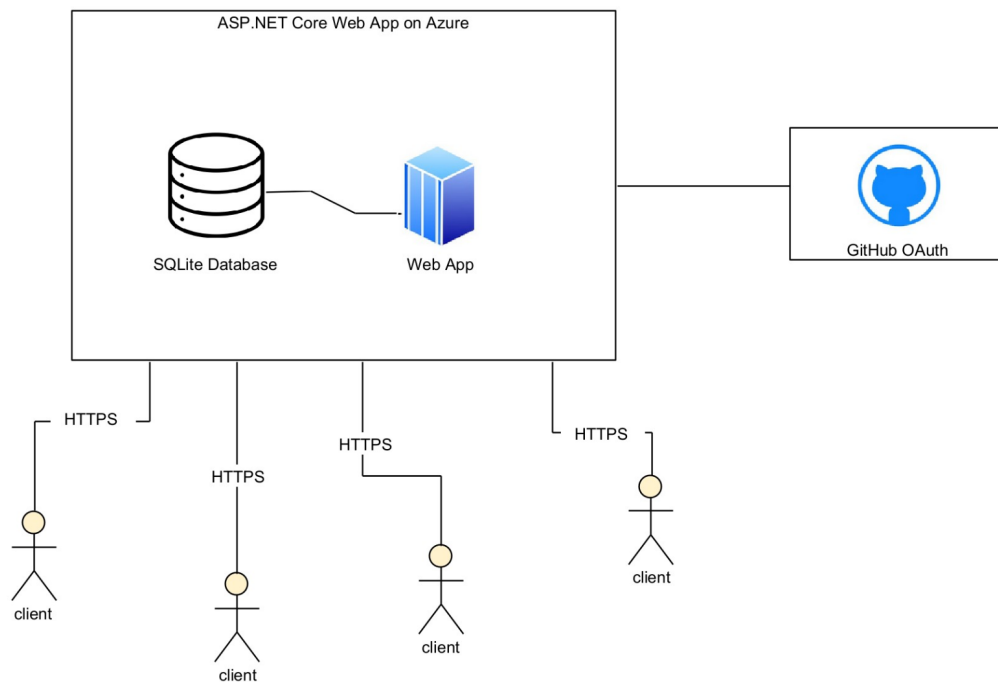 ASP.NET Core Web App on Azure
SQLite Database
Web App
GitHub OAuth
HTTPS
HTTPS
HTTPS
HTTPS
client
client
client
client